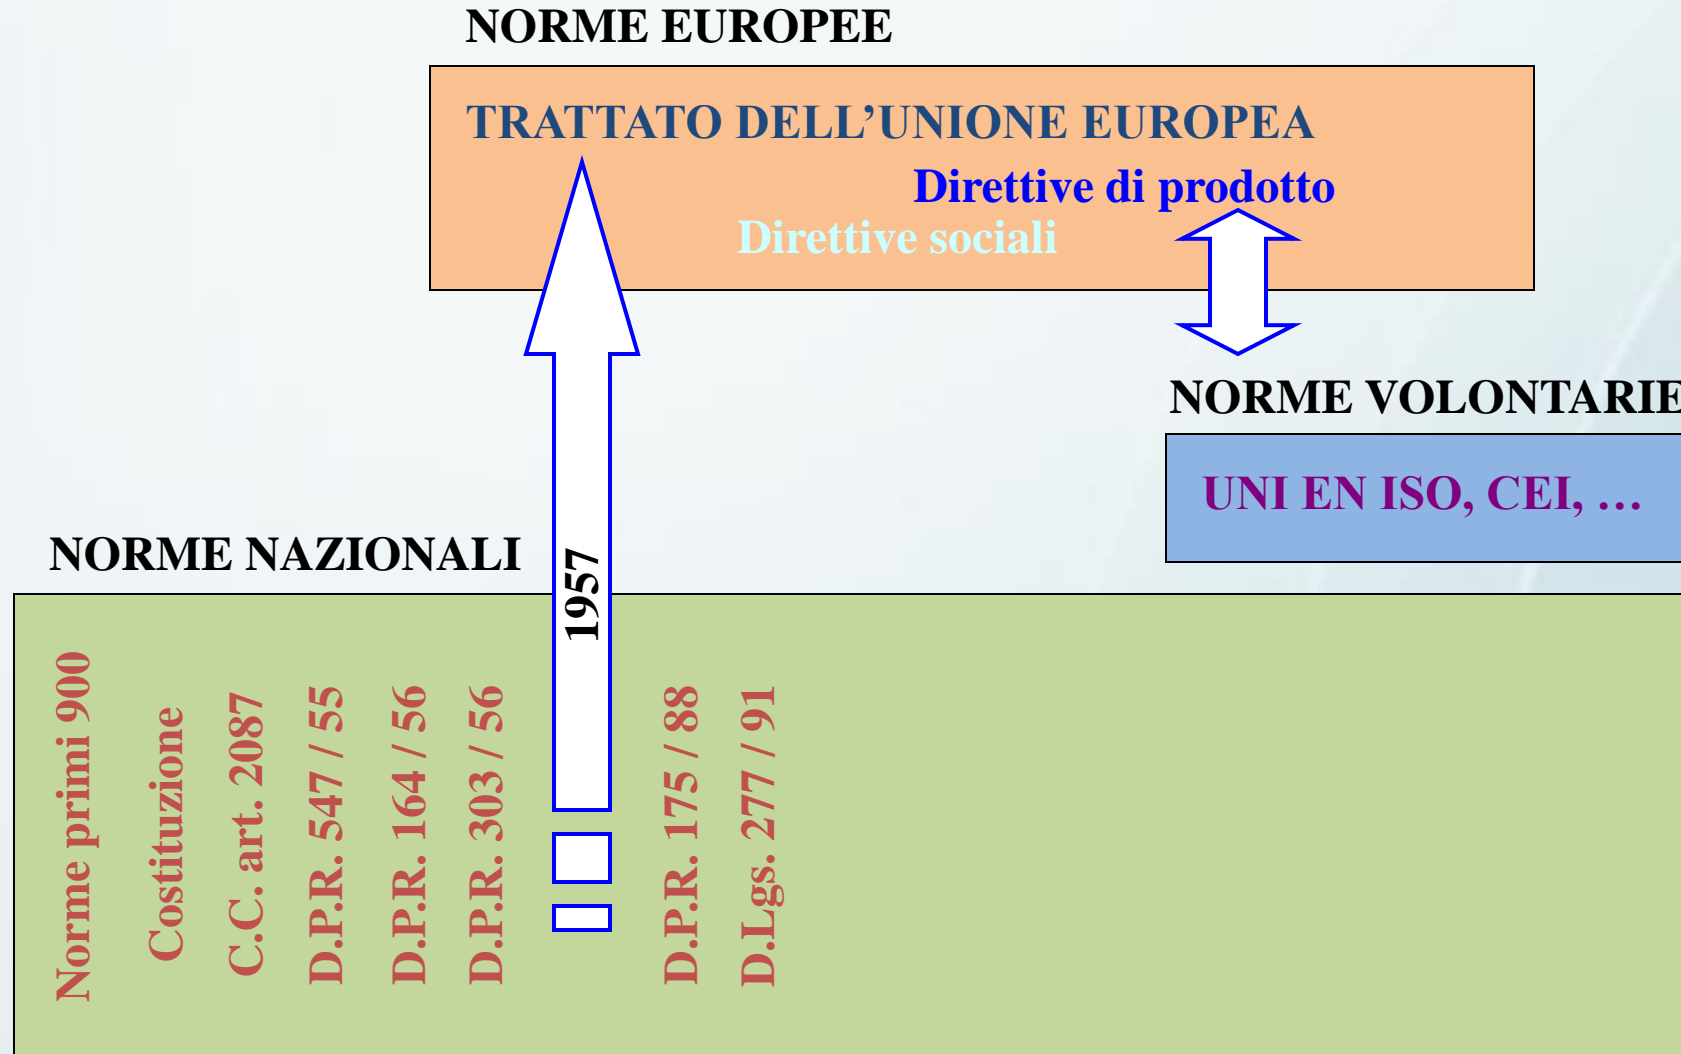 NORME EUROPEE
TRATTATO DELL’UNIONE EUROPEA
Direttive di prodotto
Direttive sociali
NORME VOLONTARIE
UNI EN ISO, CEI, …
NORME NAZIONALI
1957
Norme primi 900
Costituzione
C.C. art. 2087
D.P.R. 547 / 55
D.P.R. 164 / 56
D.P.R. 303 / 56
D.P.R. 175 / 88
D.Lgs. 277 / 91